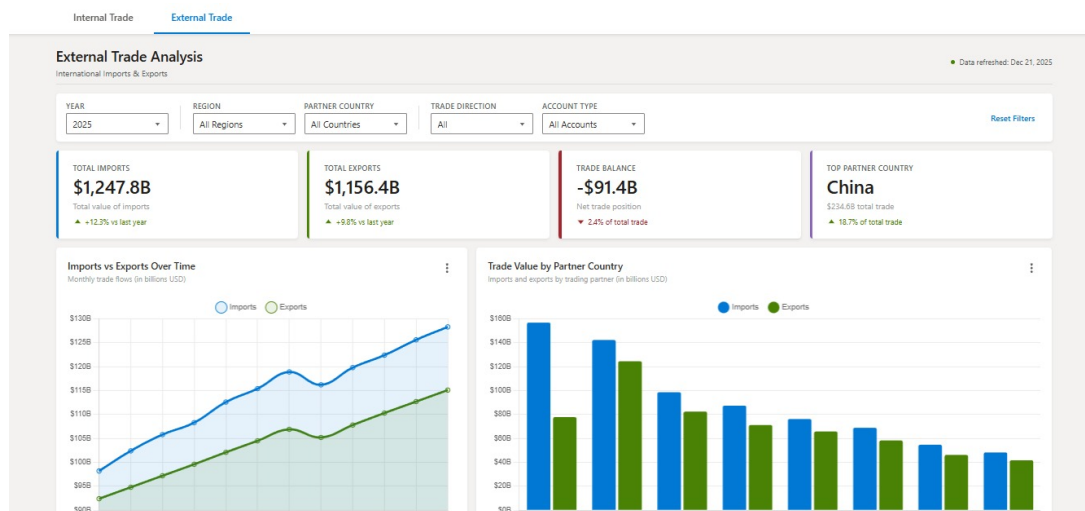 Internal Trade
External Trade
External Trade Analysis
International Imports & Exports
Data refreshed: Dec 21, 2025
YEAR
REGION
PARTNER COUNTRY
TRADE DIRECTION
ACCOUNT TYPE
2025
All Regions
All Countries
All
All Accounts
Reset Filters
TOTAL IMPORTS
$1,247.8B
Total value of imports
+12.3% vs last year
TOTAL EXPORTS
$1,156.4B
Total value of exports
+9.8% vs last year
TRADE BALANCE
-$91.4B
Net trade position
2.4% of total trade
TOP PARTNER COUNTRY
China
$234.6B total trade
18.7% of total trade
Imports vs Exports Over Time
Monthly trade flows (in billions USD)
Imports
Exports
$130B
$125B
$120B
$115B
$110B
$105B
$100B
$95B
$90B
Trade Value by Partner Country
Imports and exports by trading partner (in billions USD)
Imports
Exports
$160B
$140B
$120B
$100B
$80B
$60B
$40B
$20B
$0B